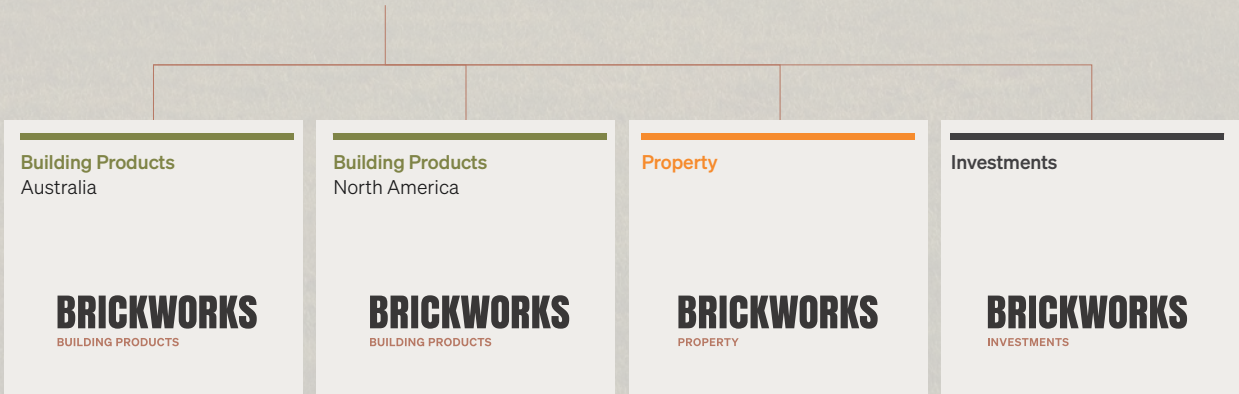 Building Products
Australia
BRICKWORKS
BUILDING PRODUCTS
Building Products
North America
BRICKWORKS
BUILDING PRODUCTS
Property
BRICKWORKS
PROPERTY
Investments
BRICKWORKS
INVESTMENTS